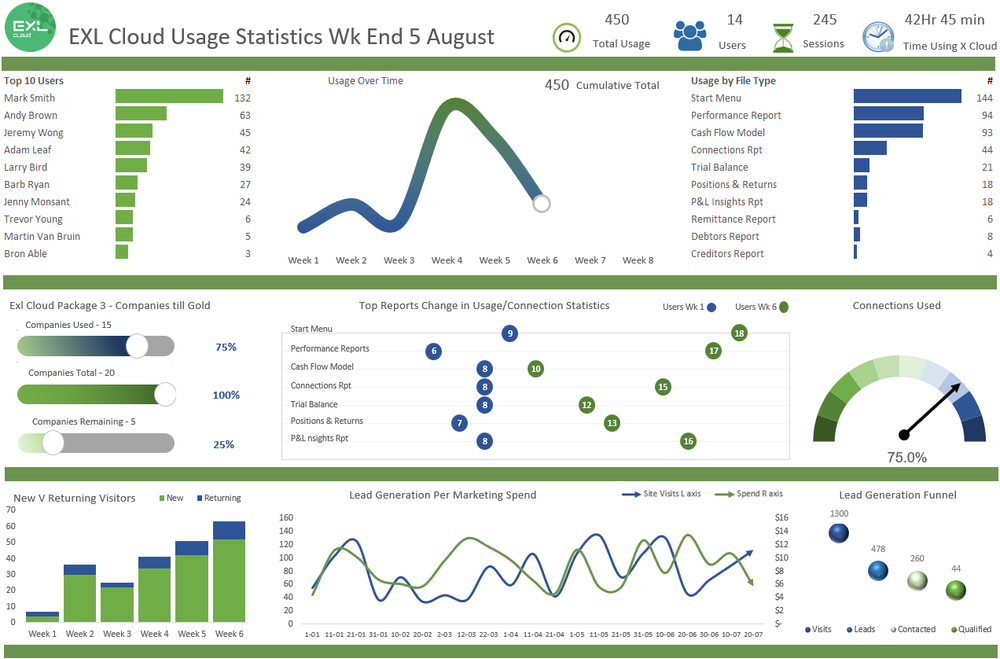 EXL
CLOUD
EXL Cloud Usage Statistics Wk End 5 August
450
Total Usage
14
Users
245
Sessions
42Hr 45 min
Time Using X Cloud
Top 10 Users #
Mark Smith 132
Andy Brown 63
Jeremy Wong 45
Adam Leaf 42
Larry Bird 39
Barb Ryan 27
Jenny Monsant 24
Trevor Young 6
Martin Van Bruin 5
Bron Able 3
Usage Over Time
450 Cumulative Total
Week 1 Week 2 Week 3 Week 4 Week 5 Week 6 Week 7 Week 8
Usage by File Type #
Start Menu 144
Performance Report 94
Cash Flow Model 93
Connections Rpt 44
Trial Balance 21
Positions & Returns 18
P&L Insights Rpt 18
Remittance Report 6
Debtors Report 8
Creditors Report 4
Exl Cloud Package 3 - Companies till Gold
Companies Used - 15
75%
Companies Total - 20
100%
Companies Remaining - 5
25%
Top Reports Change in Usage/Connection Statistics
Users Wk 1 Users Wk 6
Start Menu 9 18
Performance Reports 6 17
Cash Flow Model 8 10
Connections Rpt 8 15
Trial Balance 8 12
Positions & Returns 7 13
P&L Nsights Rpt 8 16
Connections Used
75.0%
New V Returning Visitors
New Returning
70
60
50
40
30
20
10
0
Week 1 Week 2 Week 3 Week 4 Week 5 Week 6
Lead Generation Per Marketing Spend
Site Visits L axis Spend R axis
160 $16
140 $14
120 $12
100 $10
80 $8
60 $6
40 $4
20 $2
0 $-
1-01 11-01 21-01 31-01 10-02 20-02 2-03 12-03 22-03 1-04 11-04 21-04 1-05 11-05 21-05 31-05 10-06 20-06 30-06 10-07 20-07
Lead Generation Funnel
1300
478
260
44
Visits Leads Contacted Qualified